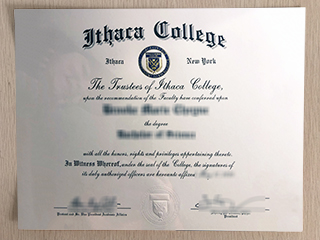 Ithaca College
Ithaca New York
The Trustees of Ithaca College,
upon the recommendation of the Faculty have conferred upon
the degree
with all the honors, rights and privileges appertaining thereto.
In Witness Whereof, under the seal of the College, the signatures of
its duly authorized officers are hereunto affixed
President